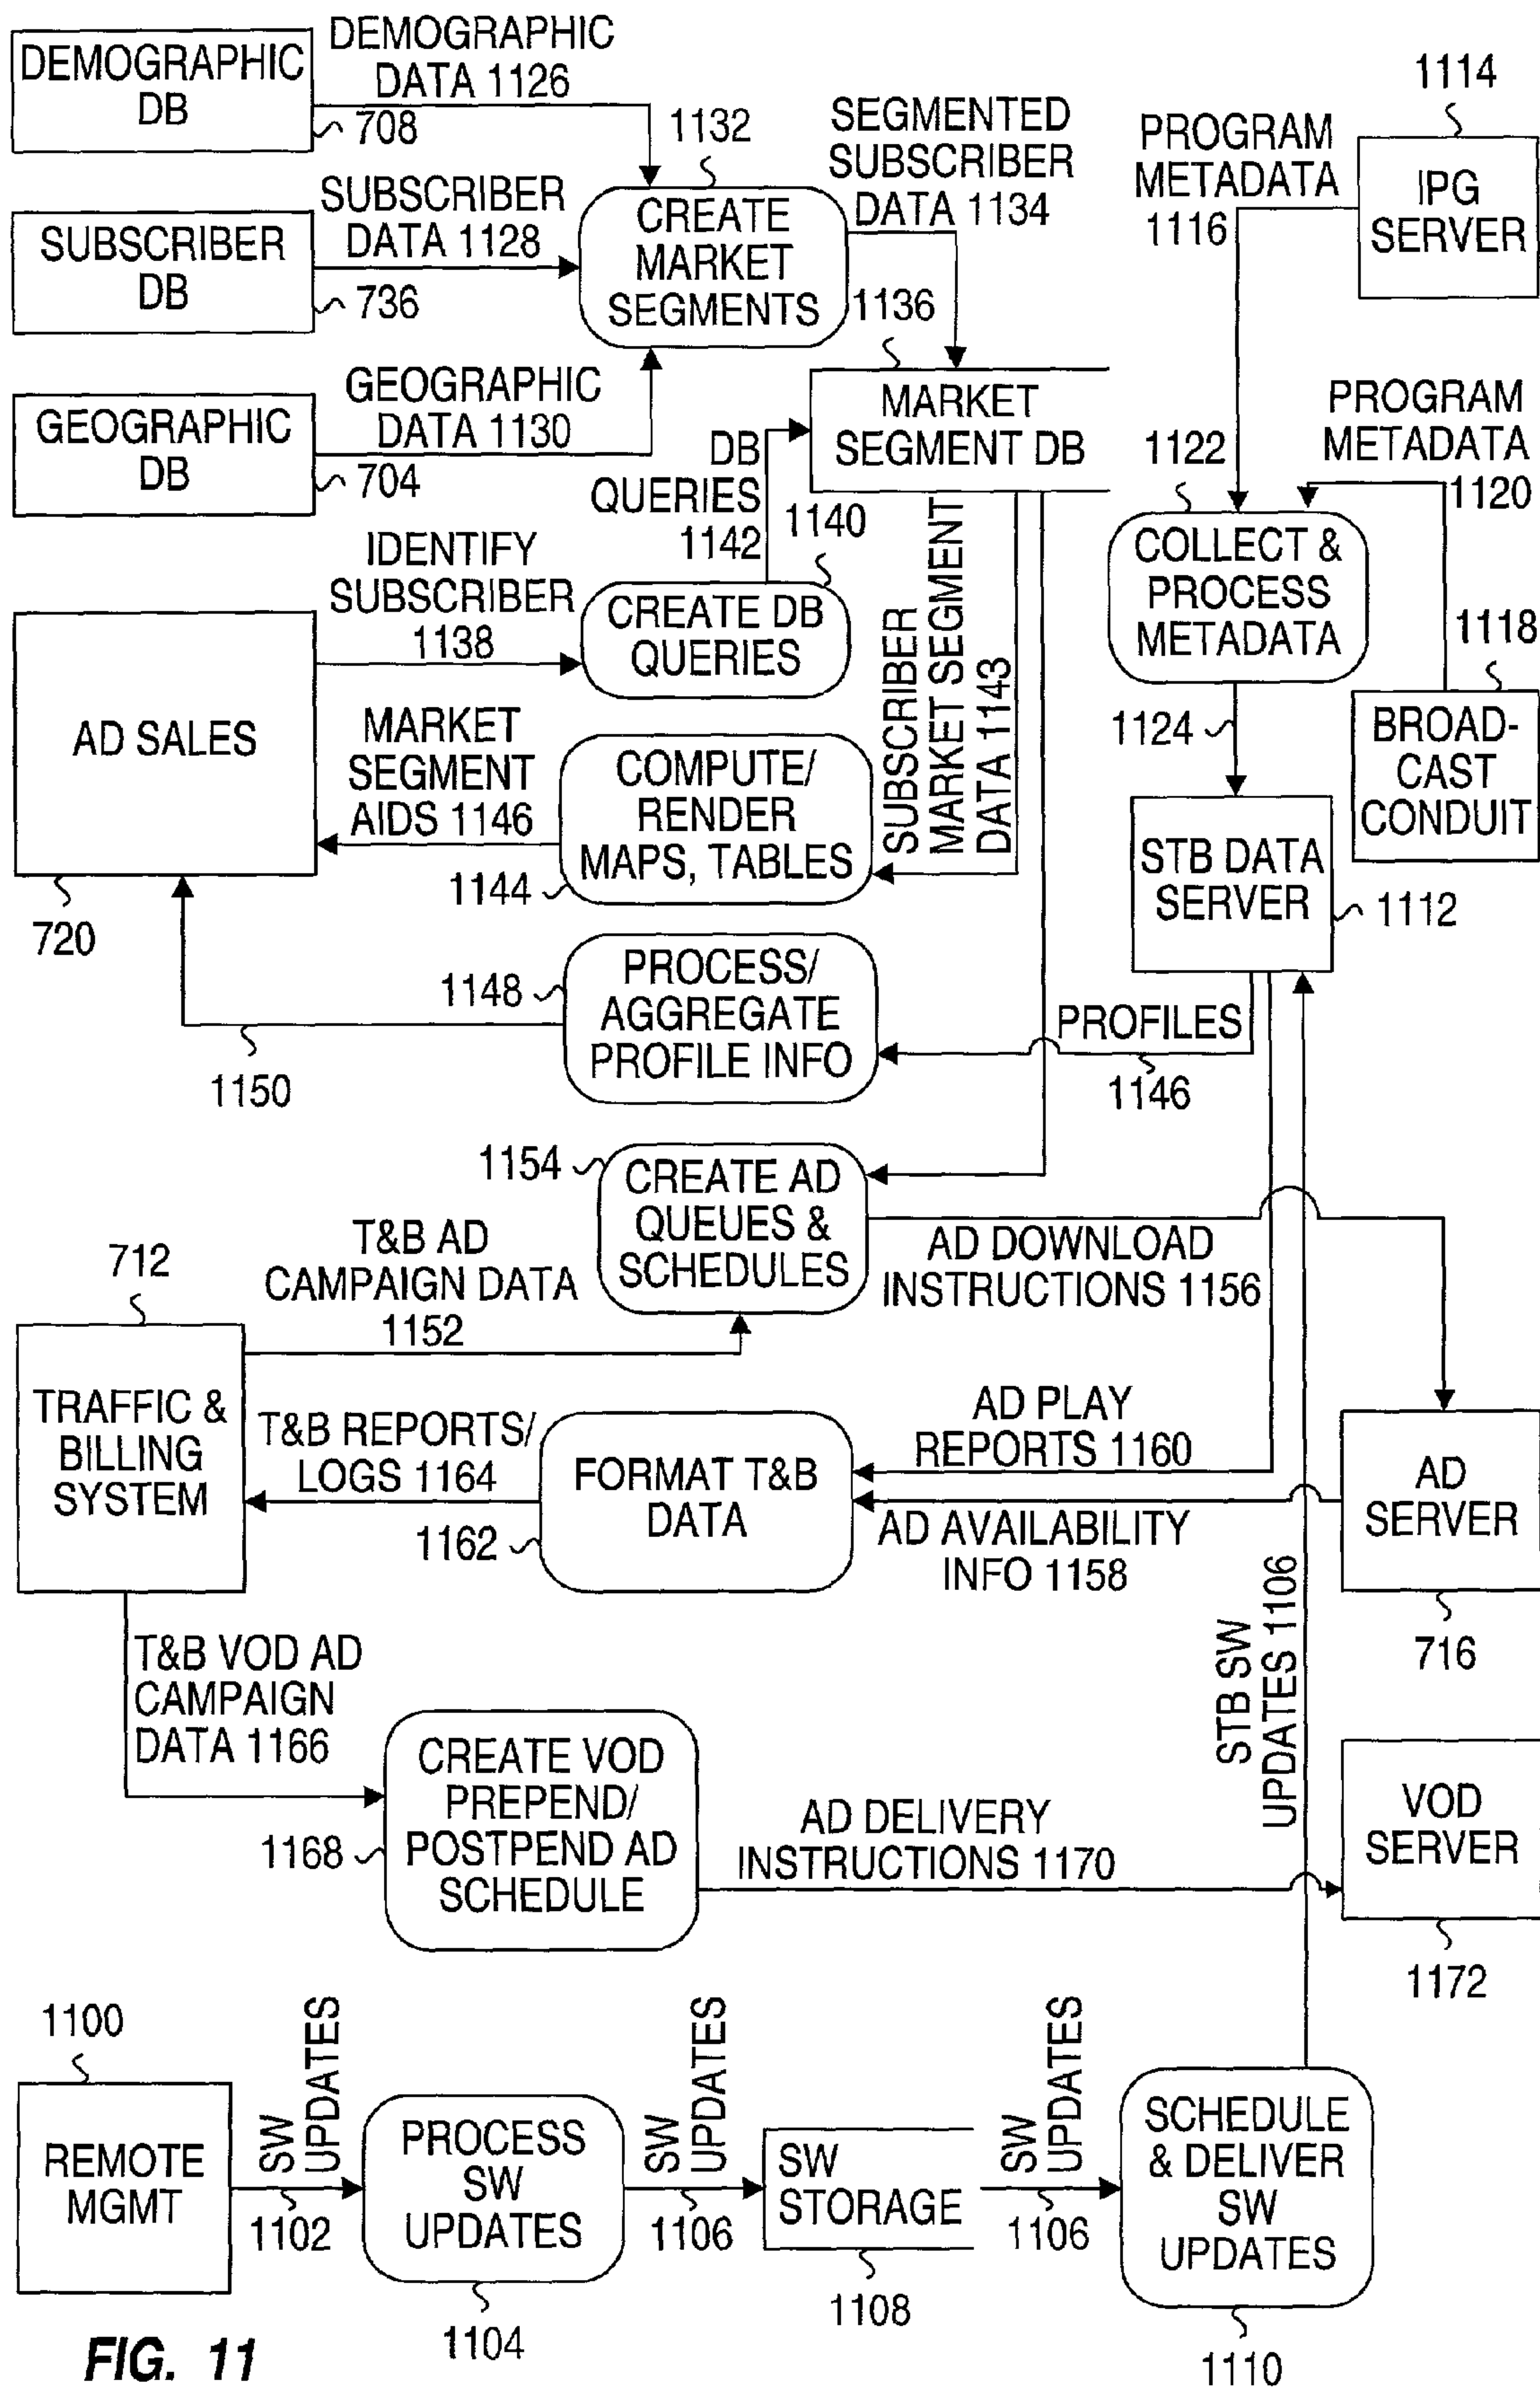 DEMOGRAPHIC
DB
DEMOGRAPHIC
DATA 1126
708
1132
SEGMENTED
SUBSCRIBER
DATA 1134
PROGRAM
METADATA
1116
1114
IPG
SERVER
SUBSCRIBER
DB
SUBSCRIBER
DATA 1128
736
CREATE
MARKET
SEGMENTS
1136
GEOGRAPHIC
DB
GEOGRAPHIC
DATA 1130
704
DB
QUERIES
1142
MARKET
SEGMENT DB
1122
PROGRAM
METADATA
1120
IDENTIFY
SUBSCRIBER
1138
1140
CREATE DB
QUERIES
SUBSCRIBER
MARKET SEGMENT
DATA 1143
COLLECT &
PROCESS
METADATA
1118
AD SALES
MARKET
SEGMENT
AIDS 1146
COMPUTE/
RENDER
MAPS, TABLES
1144
1124
BROAD-
CAST
CONDUIT
STB DATA
SERVER
1112
720
1148
PROCESS/
AGGREGATE
PROFILE INFO
PROFILES
1146
1150
1154
CREATE AD
QUEUES &
SCHEDULES
712
T&B AD
CAMPAIGN DATA
1152
AD DOWNLOAD
INSTRUCTIONS 1156
TRAFFIC &
BILLING
SYSTEM
T&B REPORTS/
LOGS 1164
FORMAT T&B
DATA
1162
AD PLAY
REPORTS 1160
AD AVAILABILITY
INFO 1158
AD
SERVER
716
STB SW
UPDATES 1106
T&B VOD AD
CAMPAIGN
DATA 1166
CREATE VOD
PREPEND/
POSTPEND AD
SCHEDULE
1168
AD DELIVERY
INSTRUCTIONS 1170
VOD
SERVER
1172
1100
REMOTE
MGMT
SW
UPDATES
1102
PROCESS
SW
UPDATES
1104
SW
UPDATES
1106
SW
STORAGE
1108
SW
UPDATES
1106
SCHEDULE
& DELIVER
SW
UPDATES
1110
FIG. 11